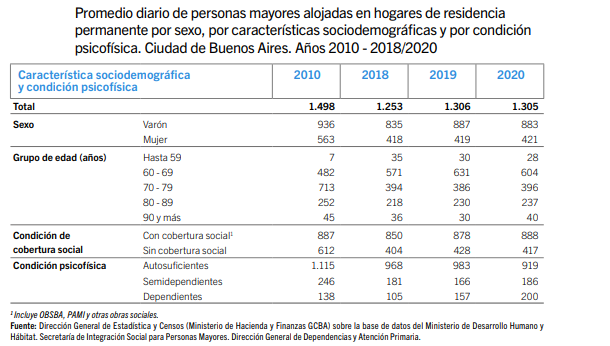 Promedio diario de personas mayores alojadas en hogares de residencia
permanente por sexo, por características sociodemográficas y por condición
psicofísica. Ciudad de Buenos Aires. Años 2010 - 2018/2020
Característica sociodemográfica
y condición psicofísica 2010 2018 2019 2020
Total 1.498 1.253 1.306 1.305
Sexo Varón 936 835 887 883
Mujer 563 418 419 421
Grupo de edad (años) Hasta 59 7 35 30 28
60 - 69 482 571 631 604
70 - 79 713 394 386 396
80 - 89 252 218 230 237
90 y más 45 36 30 40
Condición de Con cobertura social¹ 887 850 878 888
cobertura social Sin cobertura social 612 404 428 417
Condición psicofísica Autosuficientes 1.115 968 983 919
Semidependientes 246 181 166 186
Dependientes 138 105 157 200
¹ Incluye OBSBA, PAMI y otras obras sociales.
Fuente: Dirección General de Estadística y Censos (Ministerio de Hacienda y Finanzas GCBA) sobre la base de datos del Ministerio de Desarrollo Humano y
Hábitat. Secretaría de Integración Social para Personas Mayores. Dirección General de Dependencias y Atención Primaria.